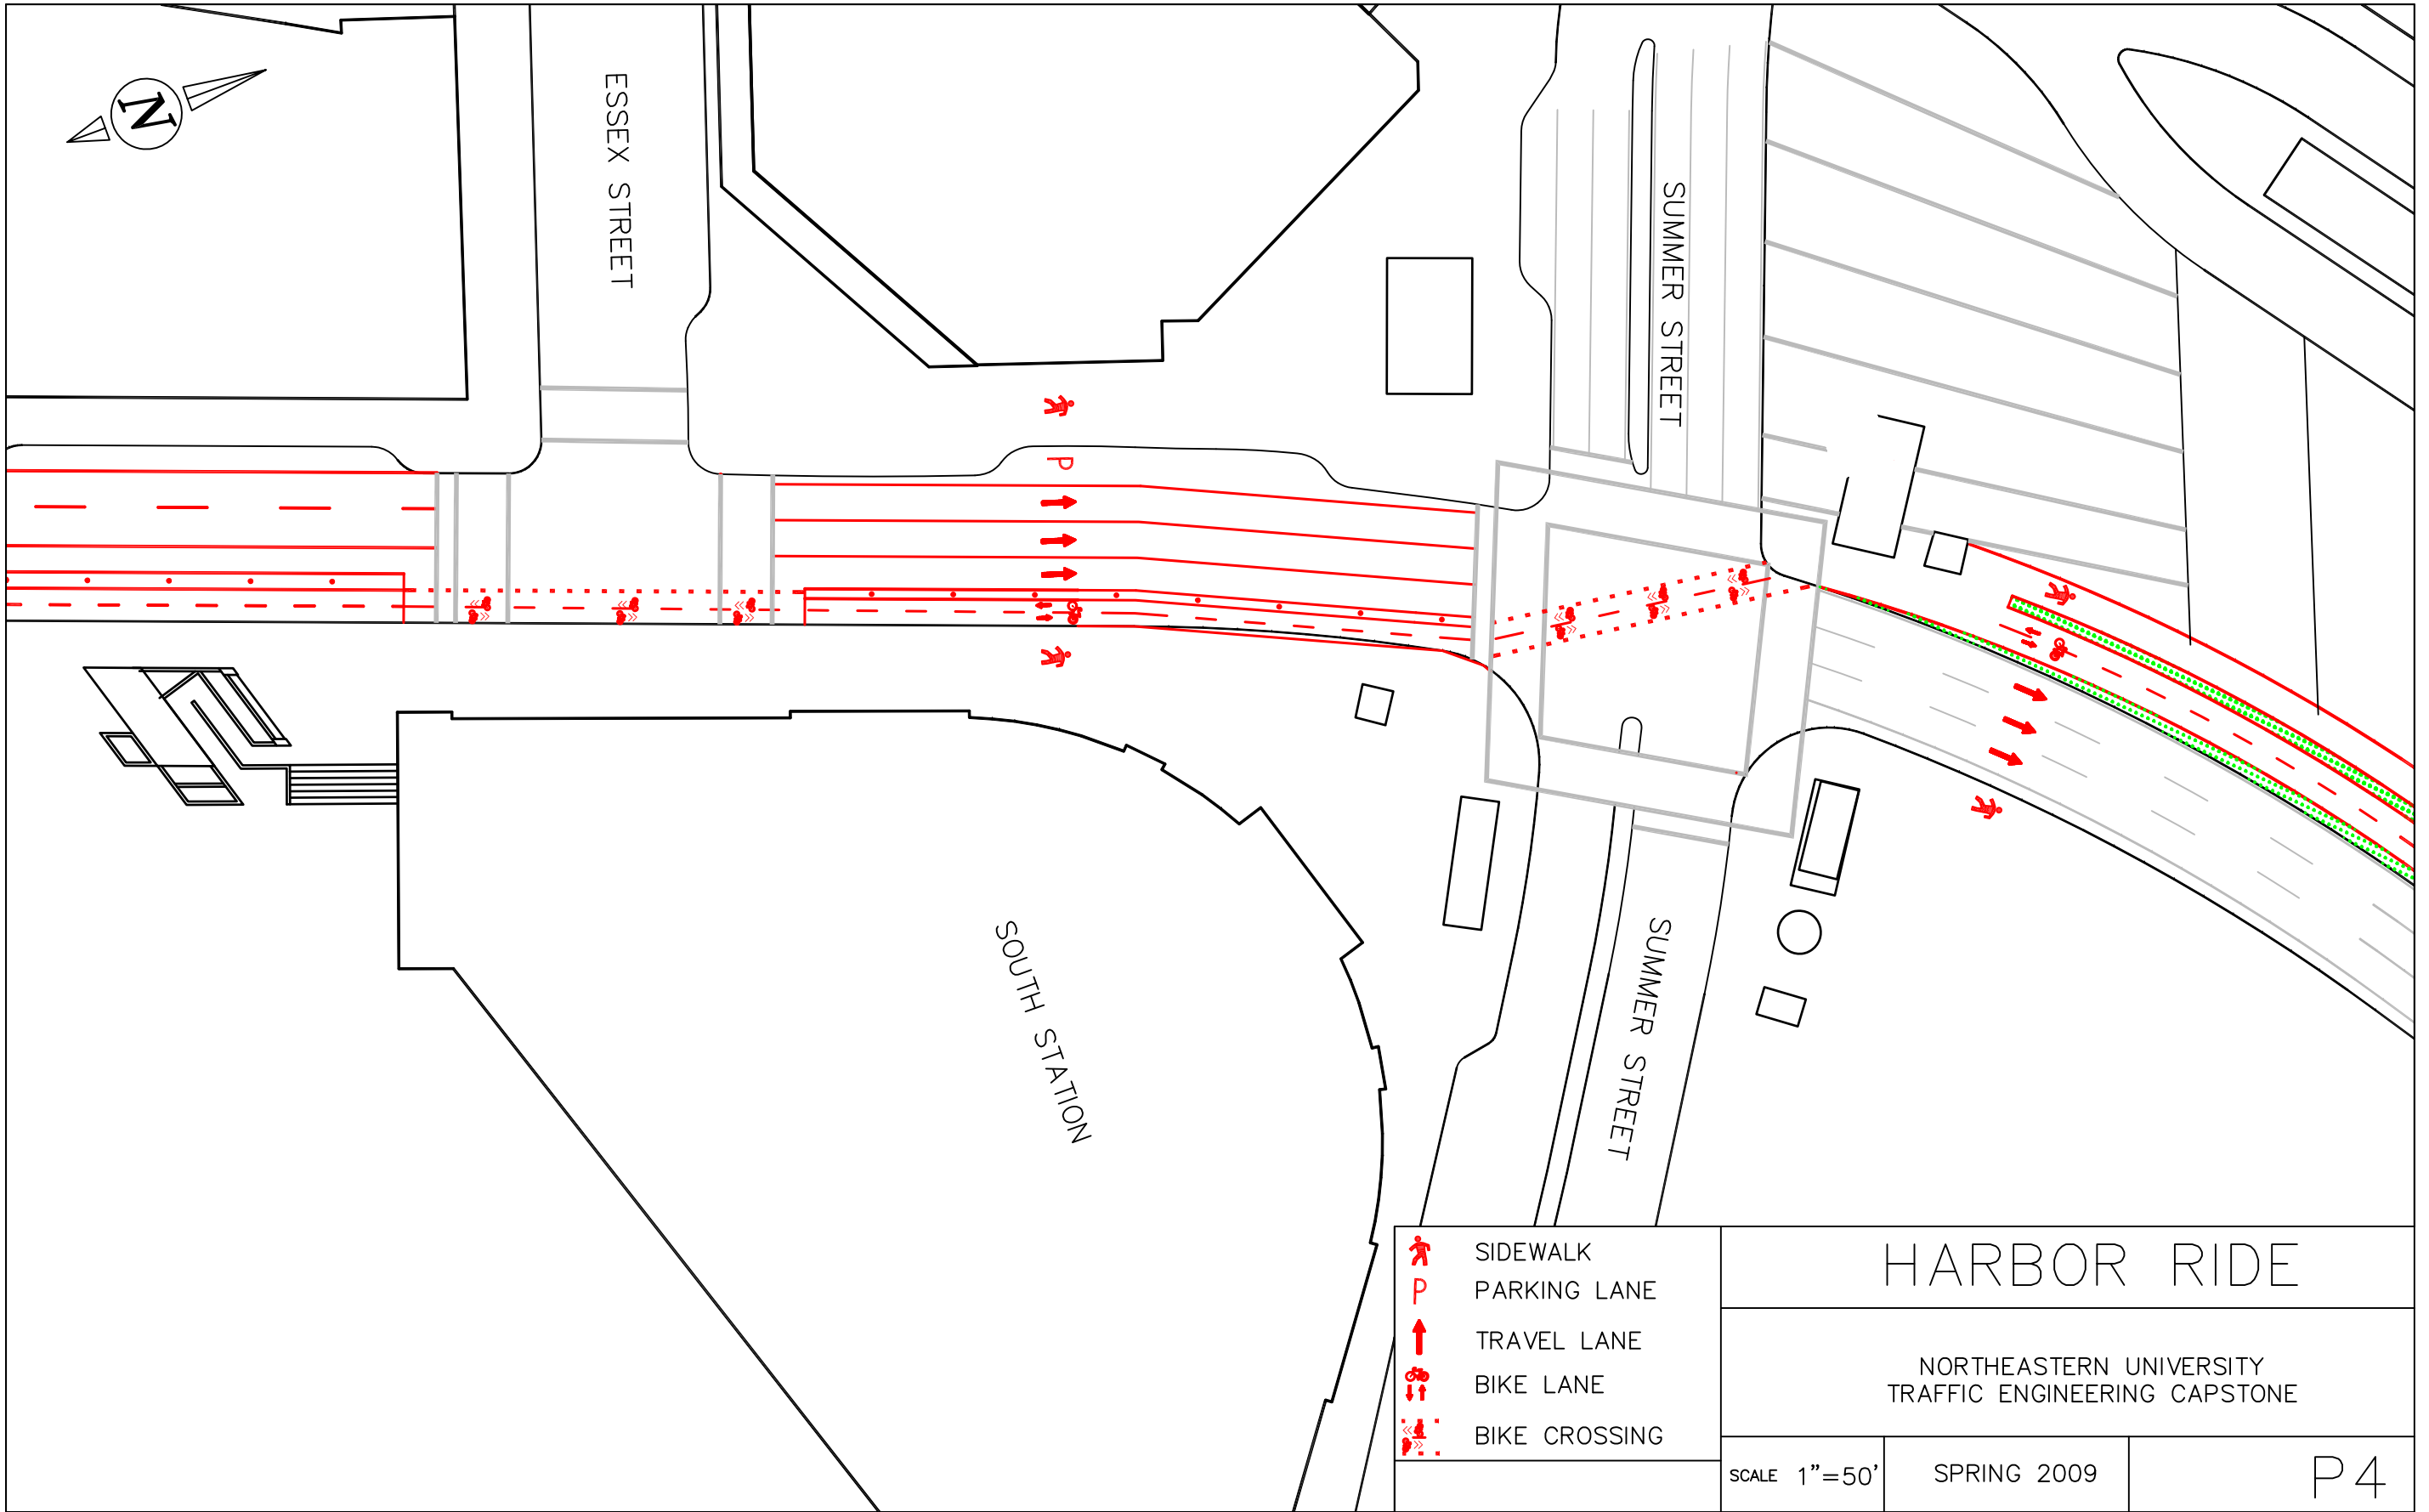 N
ESSEX STREET
SUMMER STREET
P
SOUTH STATION
SUMMER STREET
SIDEWALK
P PARKING LANE
TRAVEL LANE
BIKE LANE
BIKE CROSSING
HARBOR RIDE
NORTHEASTERN UNIVERSITY
TRAFFIC ENGINEERING CAPSTONE
SCALE 1"=50'
SPRING 2009
P4